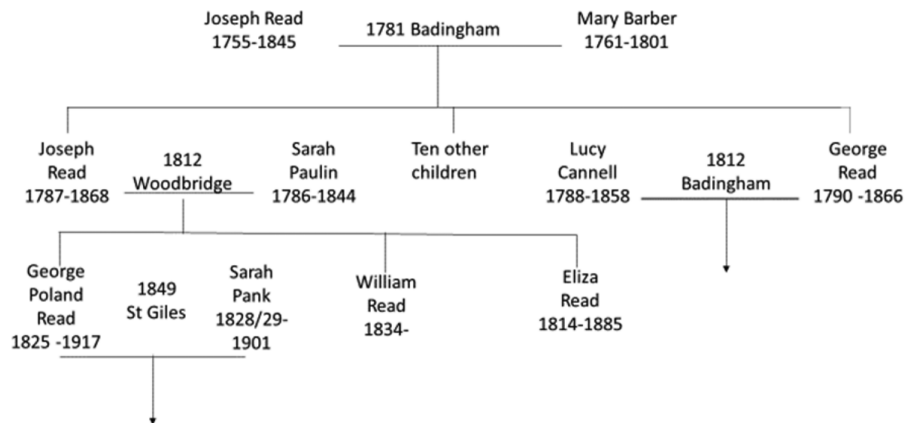 Joseph Read
1755-1845
1781 Badingham
Mary Barber
1761-1801
Joseph
Read
1787-1868
1812
Woodbridge
Sarah
Paulin
1786-1844
Ten other
children
Lucy
Cannell
1788-1858
1812
Badingham
George
Read
1790 -1866
George
Poland
Read
1825 -1917
1849
St Giles
Sarah
Pank
1828/29-
1901
William
Read
1834-
Eliza
Read
1814-1885